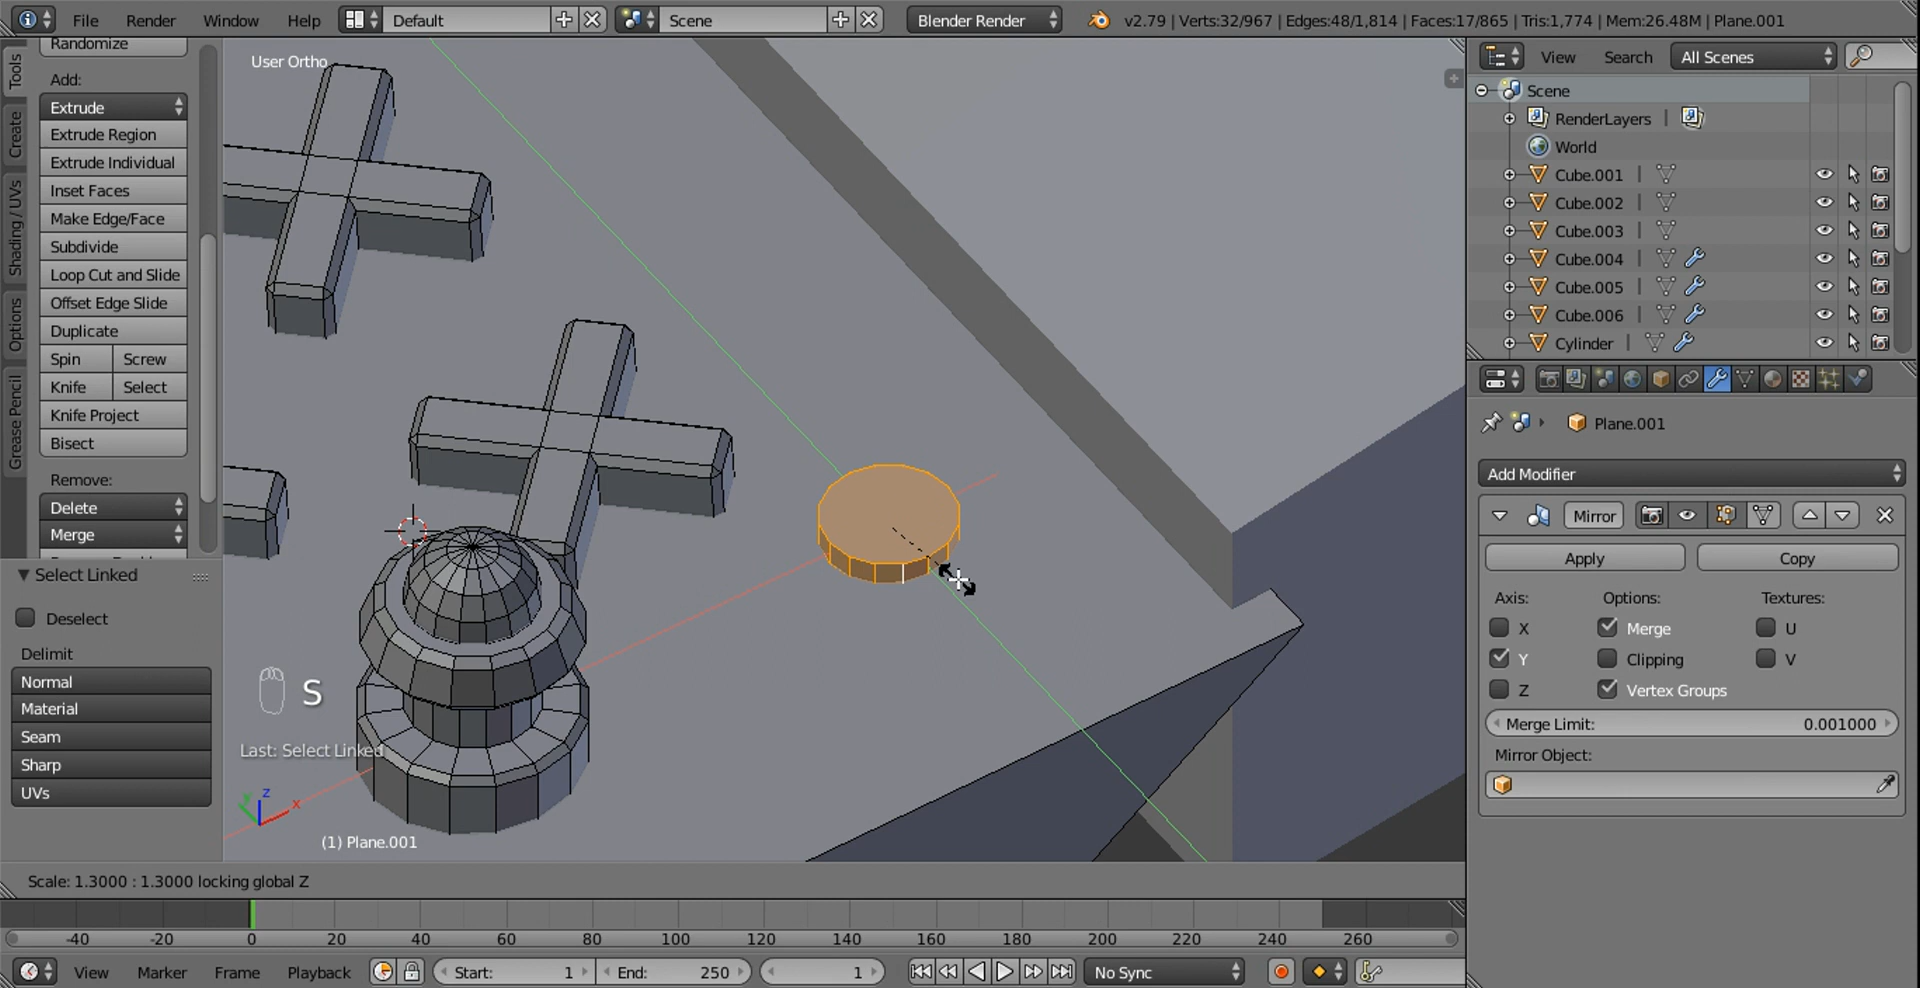 File Render Window Help Default Scene Blender Render v2.79 | Verts:32/967 | Edges:48/1,814 | Faces:17/865 | Tris:1,774 | Mem:26.48M | Plane.001
Tools
Create
Shading / UVs
Options
Grease Pencil
Randomize
Add:
Extrude
Extrude Region
Extrude Individual
Inset Faces
Make Edge/Face
Subdivide
Loop Cut and Slide
Offset Edge Slide
Duplicate
Spin Screw
Knife Select
Knife Project
Bisect
Remove:
Delete
Merge
Select Linked
Deselect
Delimit
Normal
Material
Seam
Sharp
UVs
User Ortho
S
Last: Select Linked
z
y
x
(1) Plane.001
Scale: 1.3000 : 1.3000 locking global Z
-40 -20 0 20 40 60 80 100 120 140 160 180 200 220 240 260
View Marker Frame Playback Start: 1 End: 250 1 No Sync
View Search All Scenes
Scene
RenderLayers |
World
Cube.001 |
Cube.002 |
Cube.003 |
Cube.004 |
Cube.005 |
Cube.006 |
Cylinder |
Plane.001
Add Modifier
Mirror
Apply Copy
Axis: Options: Textures:
X Merge U
Y Clipping V
Z Vertex Groups
Merge Limit: 0.001000
Mirror Object: